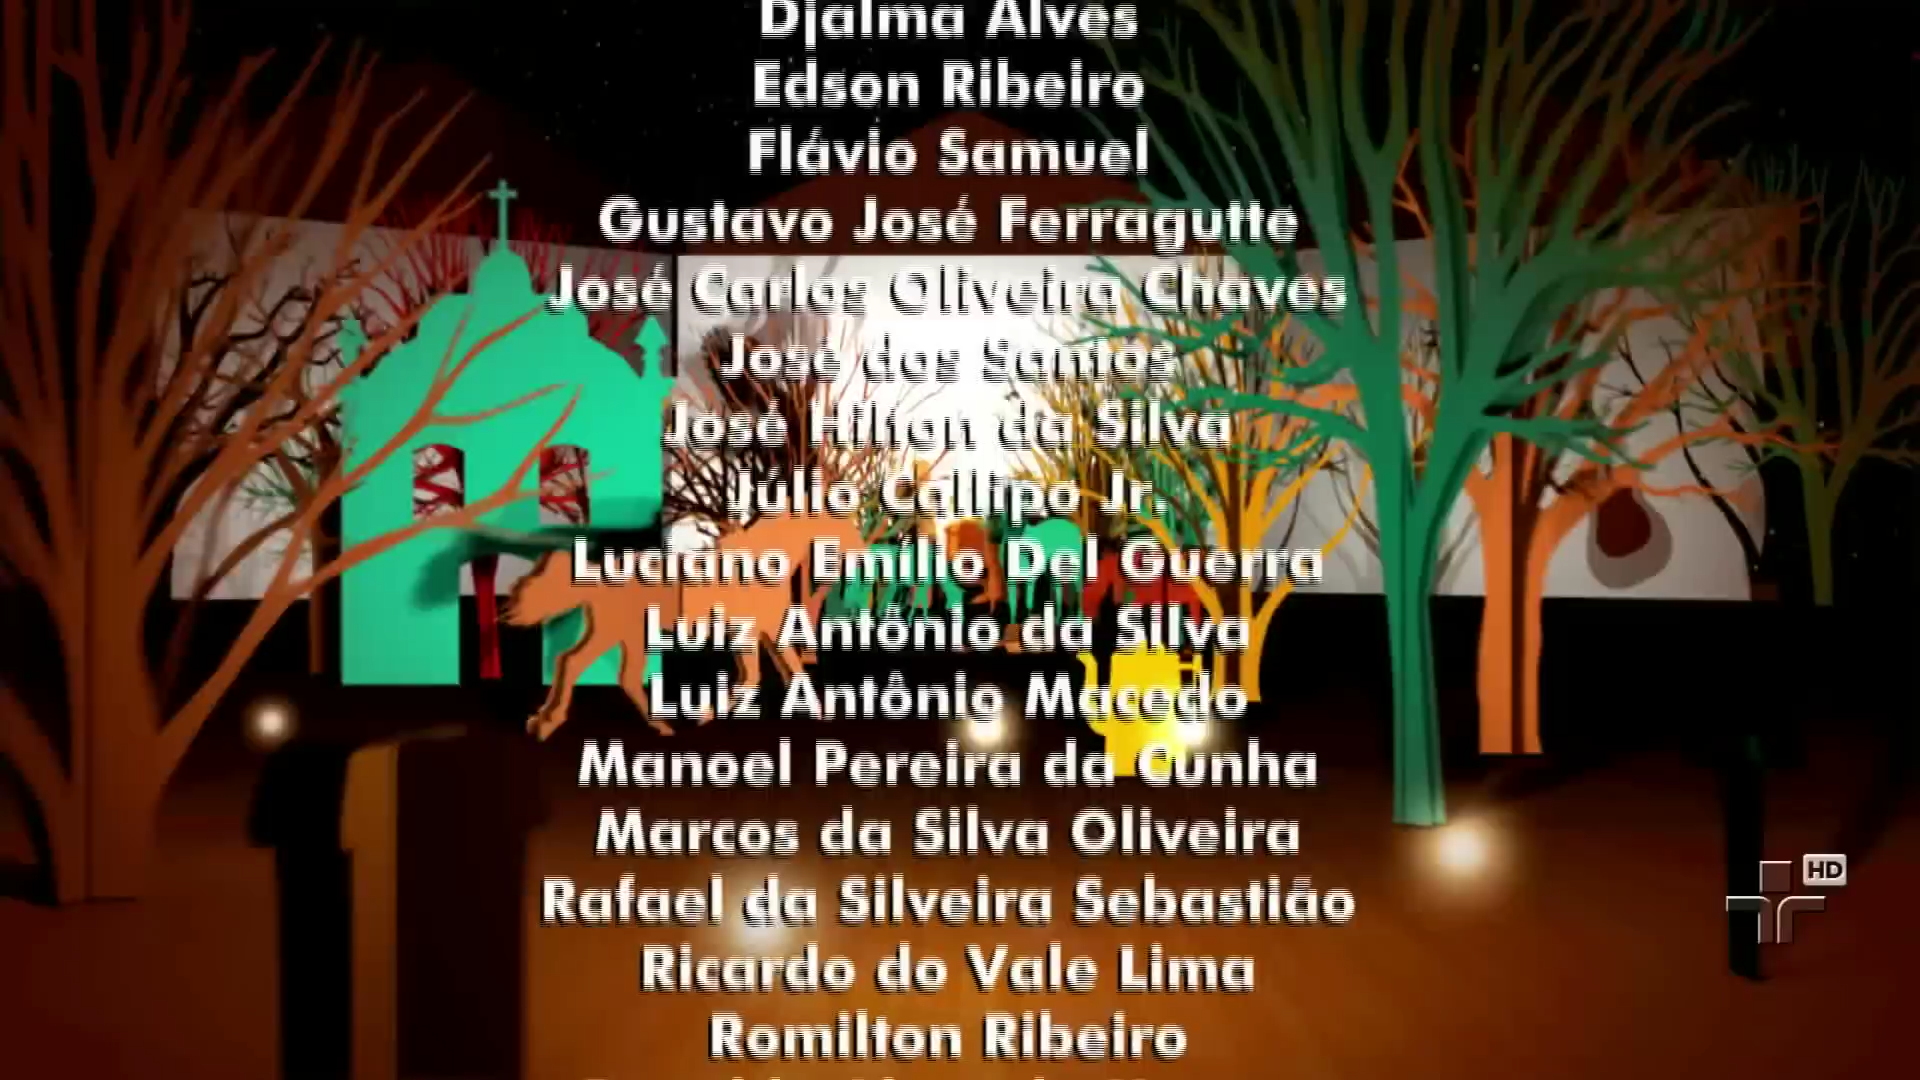 Djalma Alves
Edson Ribeiro
Flávio Samuel
Gustavo José Ferragutte
José Carlos Oliveira Chaves
José dos Santos
José Hilton da Silva
Júlio Callipo Jr.
Luciano Emílio Del Guerra
Luiz Antônio da Silva
Luiz Antônio Macedo
Manoel Pereira da Cunha
Marcos da Silva Oliveira
HD
Rafael da Silveira Sebastião
Ricardo do Vale Lima
Romilton Ribeiro